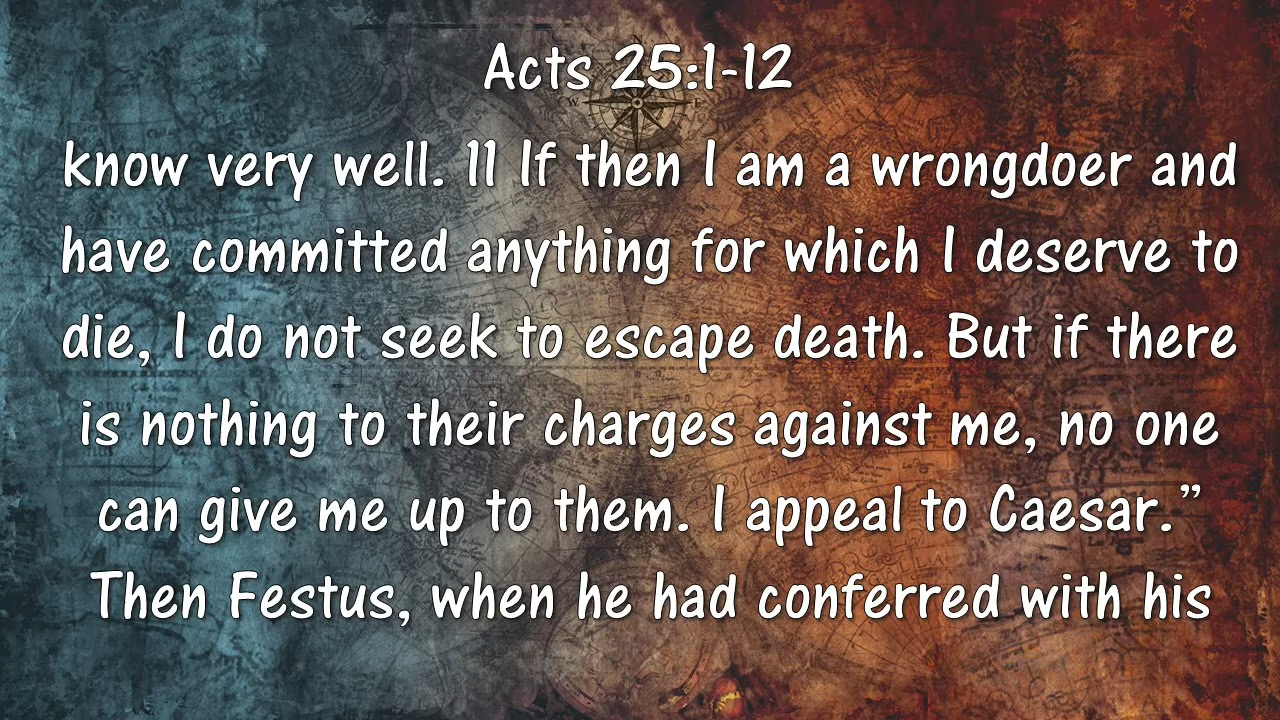 Acts 25:1-12
know very well. 11 If then I am a wrongdoer and
have committed anything for which I deserve to
die, I do not seek to escape death. But if there
is nothing to their charges against me, no one
can give me up to them. I appeal to Caesar.”
Then Festus, when he had conferred with his